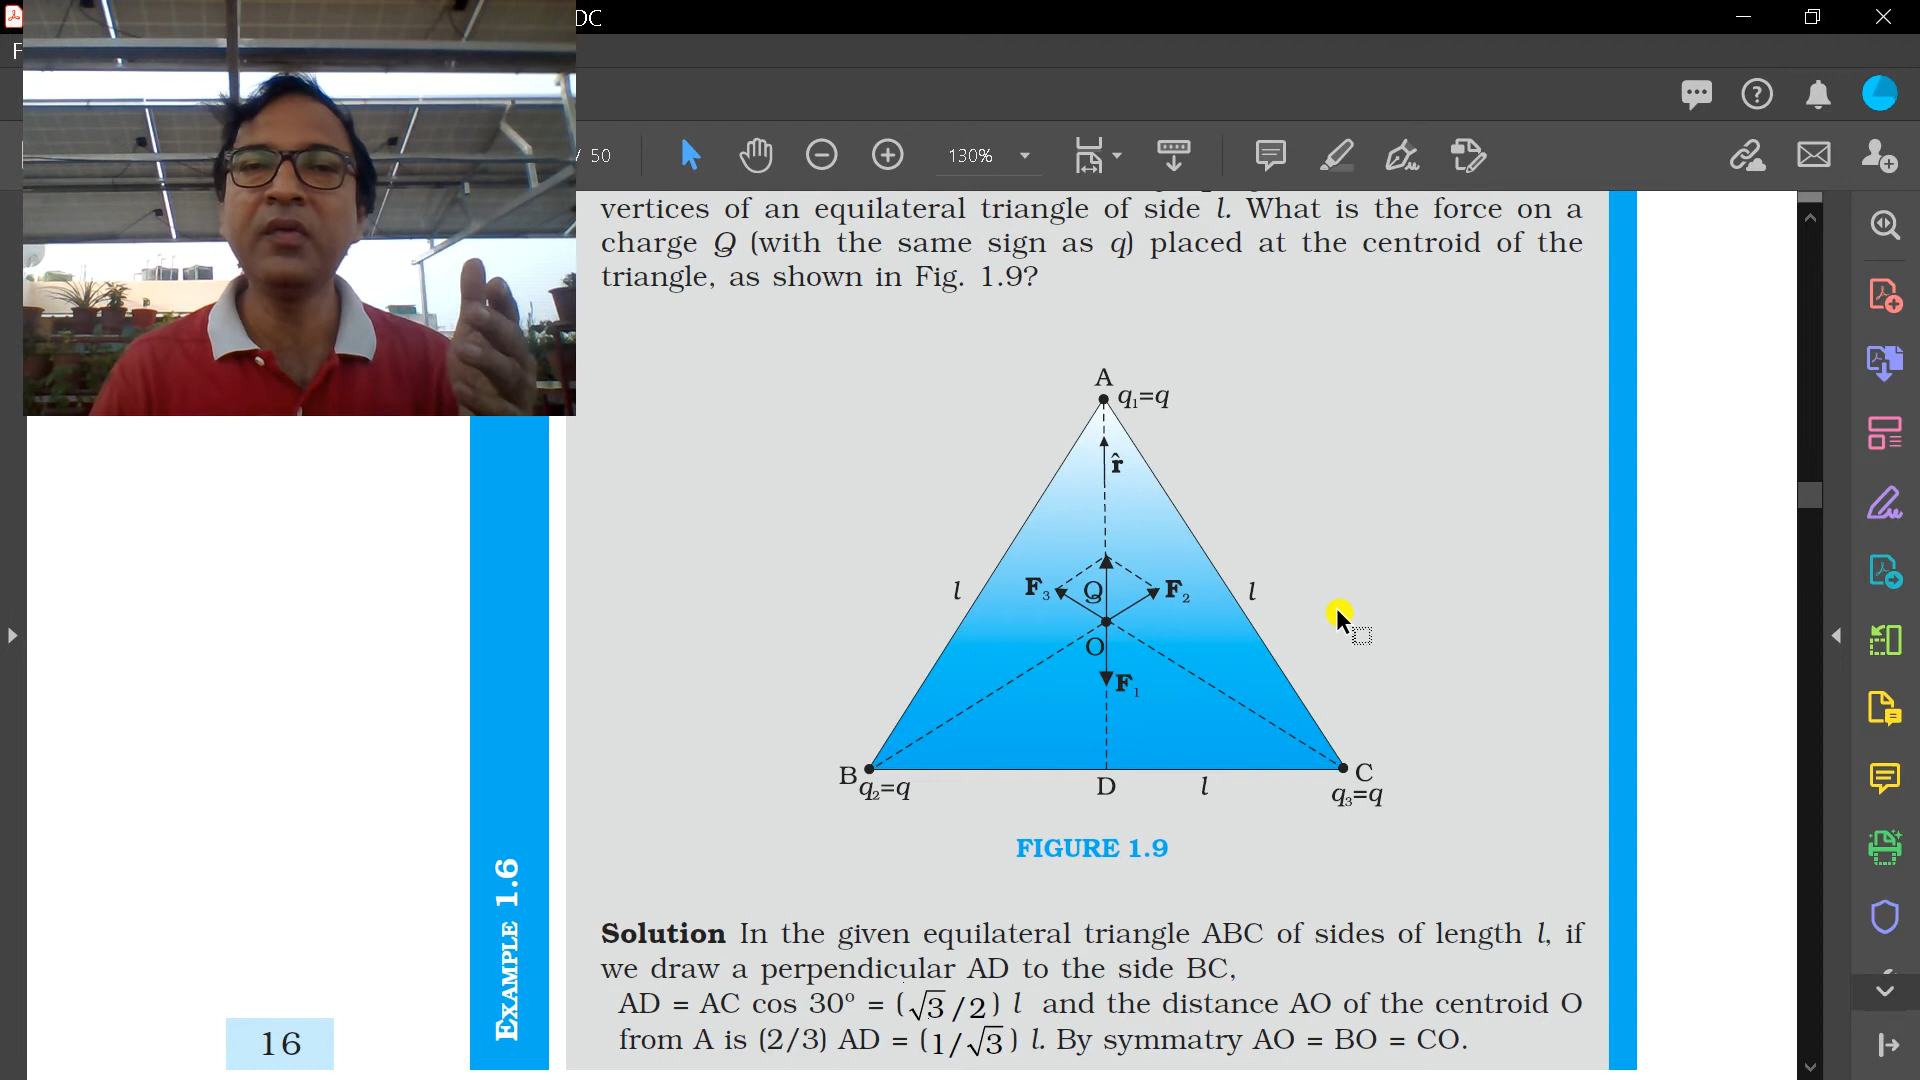 DC
F
/ 50
130%
vertices of an equilateral triangle of side l. What is the force on a
charge Q (with the same sign as q) placed at the centroid of the
triangle, as shown in Fig. 1.9?
A
q₁=q
r̂
l
F₃
Q
F₂
l
O
F₁
B
q₂=q
D
l
C
q₃=q
FIGURE 1.9
EXAMPLE 1.6
Solution In the given equilateral triangle ABC of sides of length l, if
we draw a perpendicular AD to the side BC,
AD = AC cos 30º = (√3/2) l and the distance AO of the centroid O
from A is (2/3) AD = (1/√3) l. By symmatry AO = BO = CO.
16